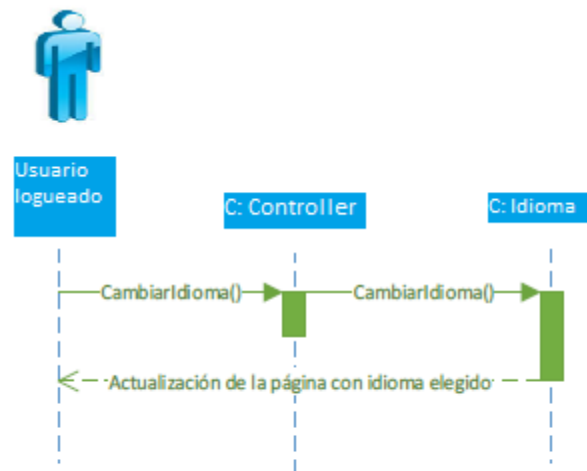 Usuario
logueado
C: Controller
C: Idioma
CambiarIdioma()
CambiarIdioma()
Actualización de la página con idioma elegido